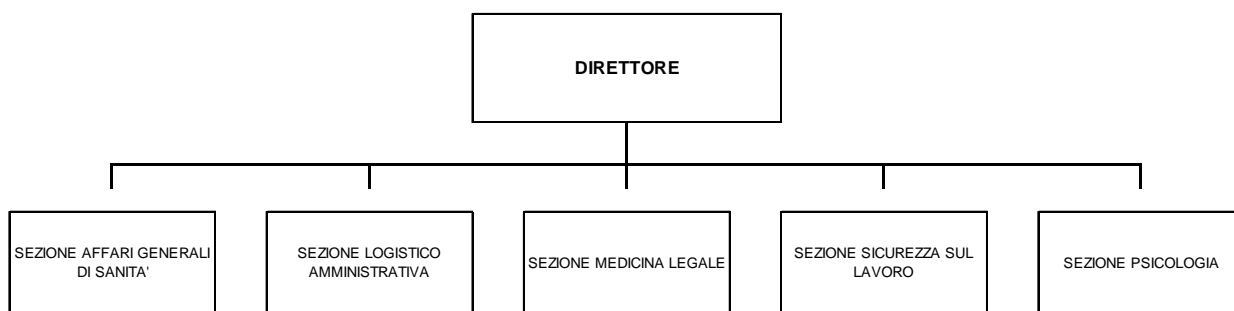 DIRETTORE
SEZIONE AFFARI GENERALI
DI SANITA'
SEZIONE LOGISTICO
AMMINISTRATIVA
SEZIONE MEDICINA LEGALE
SEZIONE SICUREZZA SUL
LAVORO
SEZIONE PSICOLOGIA